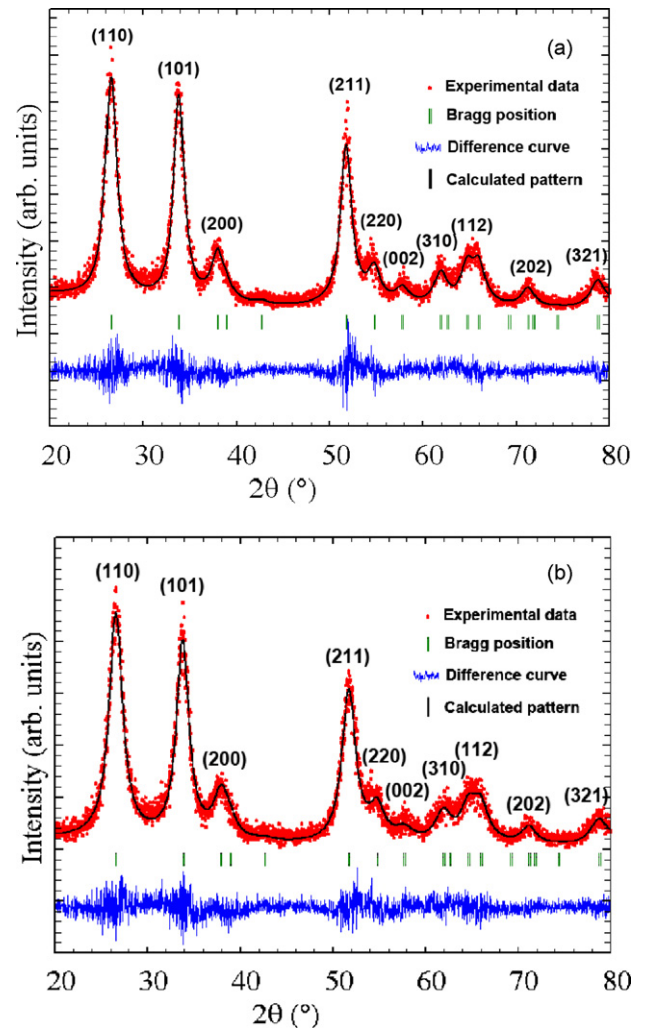 (a)
(110)
(101)
(211)
Experimental data
Bragg position
Difference curve
Calculated pattern
(200)
(220)
(002)
(310)
(112)
(202)
(321)
Intensity (arb. units)
20 30 40 50 60 70 80
2θ (°)
(b)
(110)
(101)
(211)
Experimental data
Bragg position
Difference curve
Calculated pattern
(200)
(220)
(002)
(310)
(112)
(202)
(321)
Intensity (arb. units)
20 30 40 50 60 70 80
2θ (°)